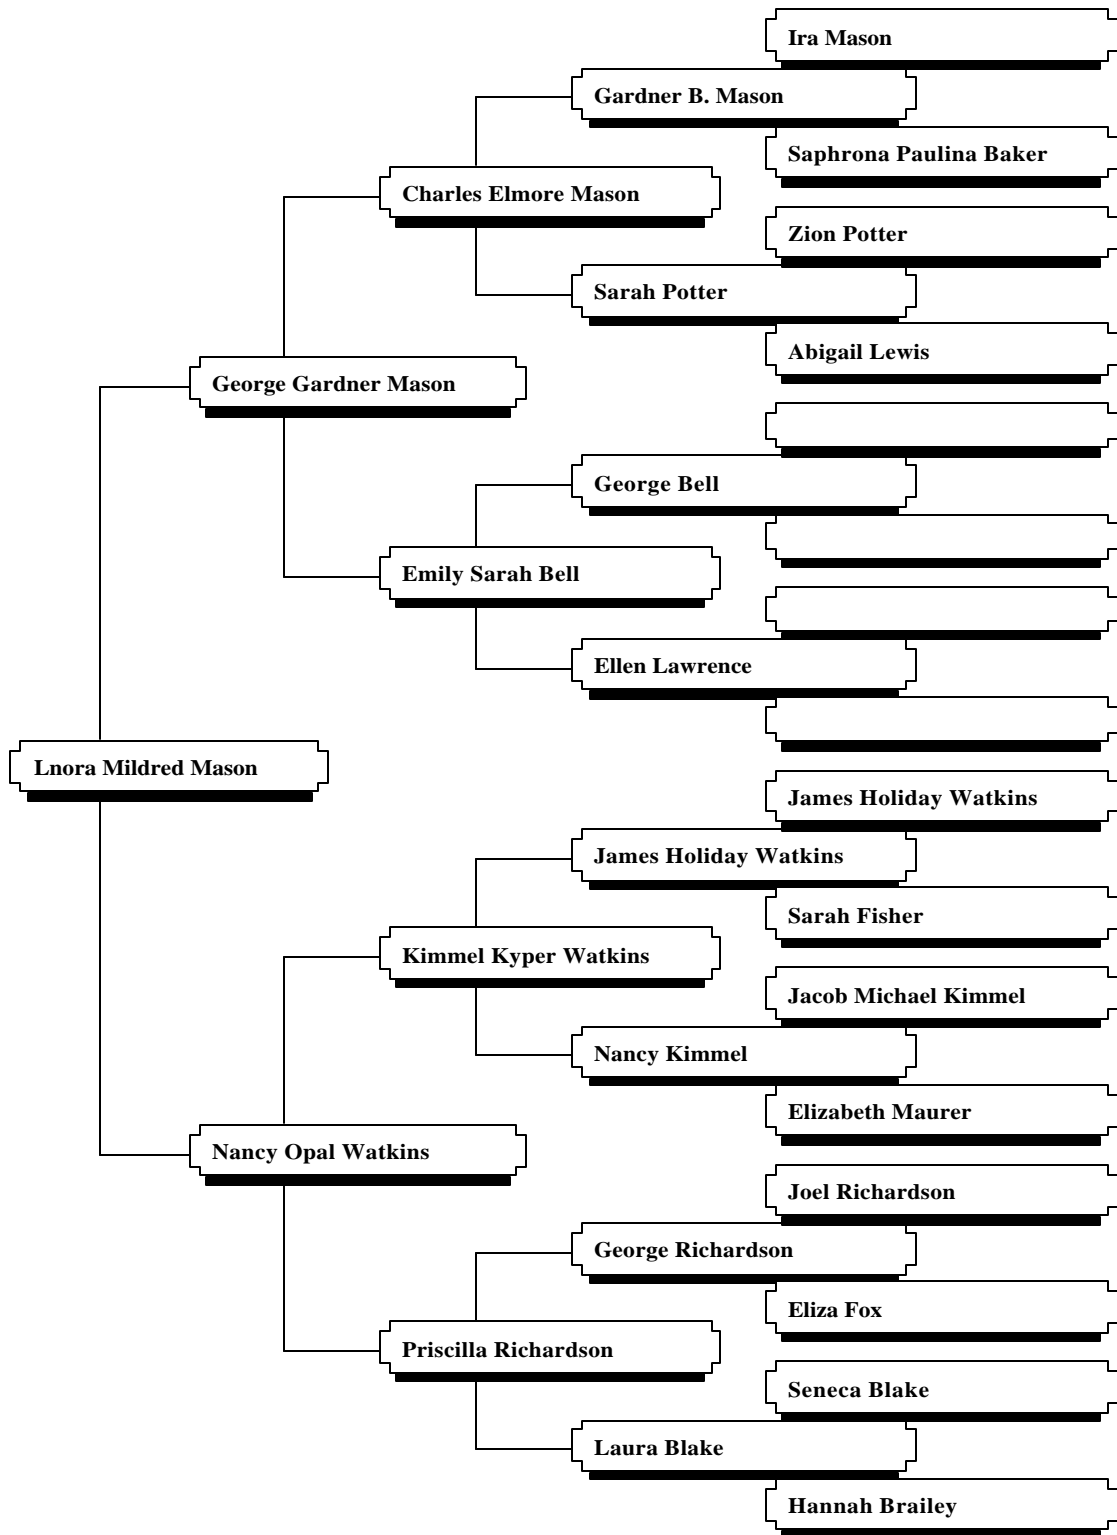 Ira Mason
Gardner B. Mason
Saphrona Paulina Baker
Charles Elmore Mason
Zion Potter
Sarah Potter
Abigail Lewis
George Gardner Mason
George Bell
Emily Sarah Bell
Ellen Lawrence
Lnora Mildred Mason
James Holiday Watkins
James Holiday Watkins
Sarah Fisher
Kimmel Kyper Watkins
Jacob Michael Kimmel
Nancy Kimmel
Elizabeth Maurer
Nancy Opal Watkins
Joel Richardson
George Richardson
Eliza Fox
Priscilla Richardson
Seneca Blake
Laura Blake
Hannah Brailey